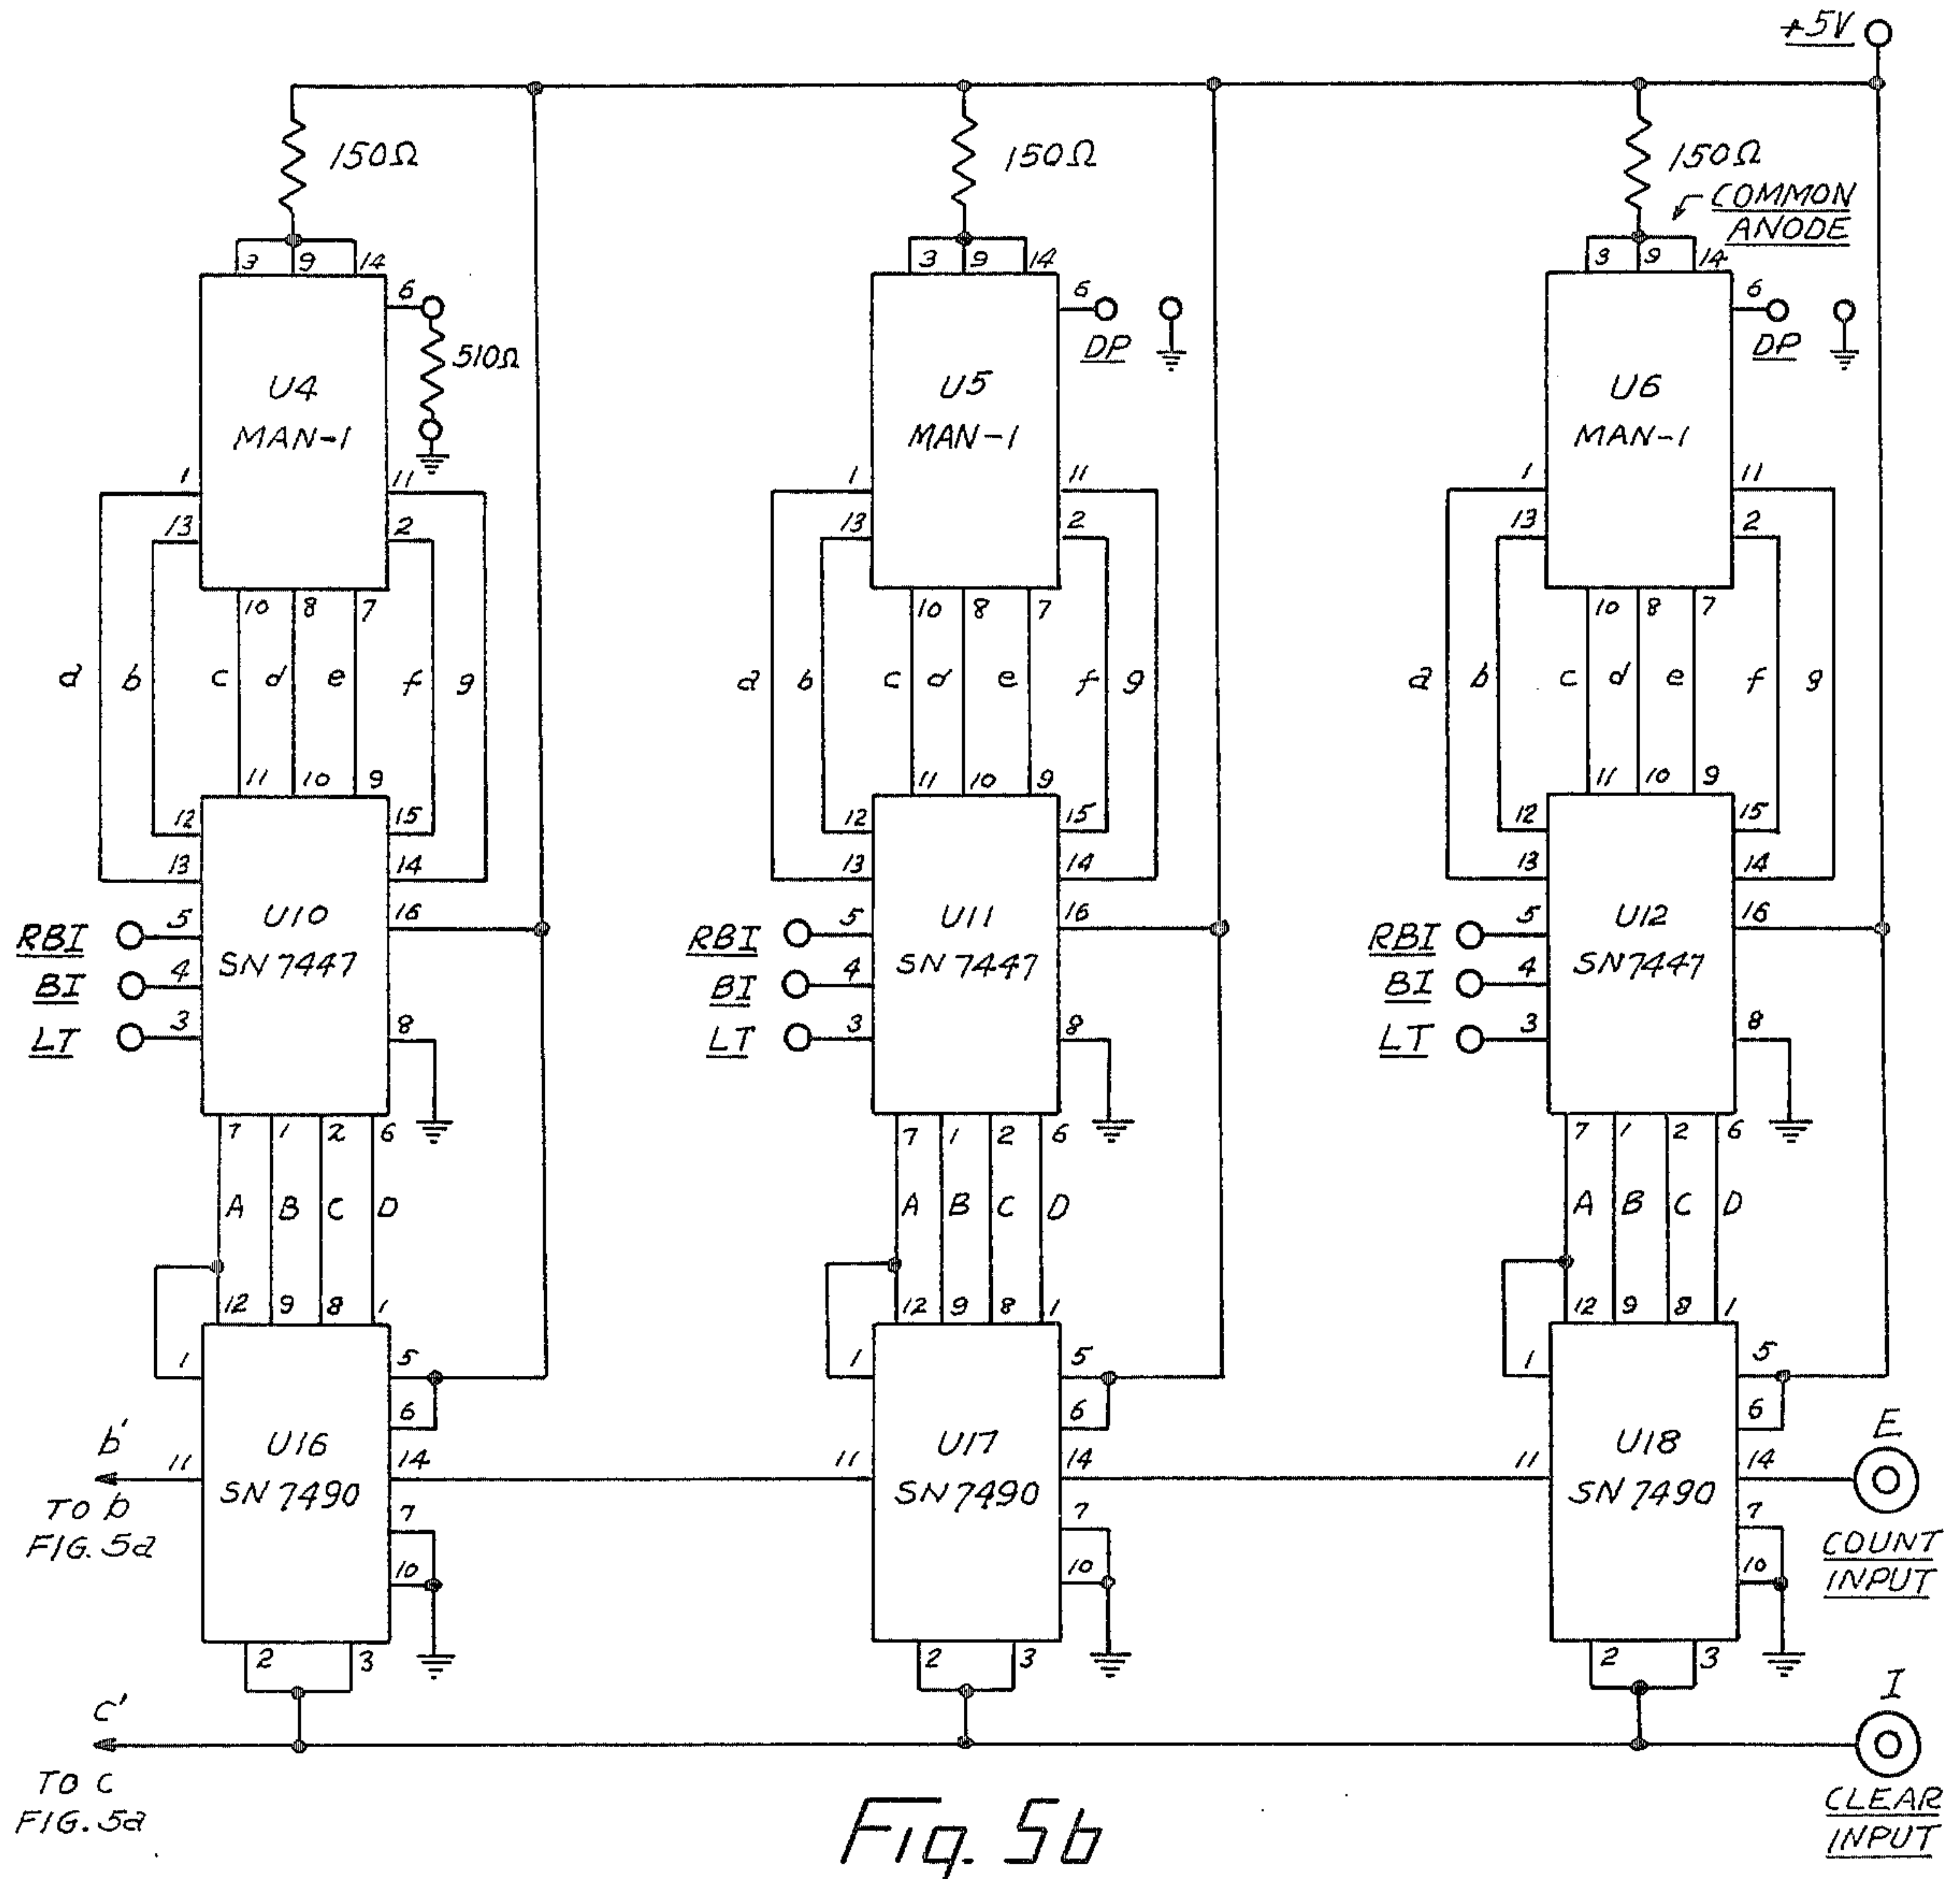 +5V
150Ω 150Ω 150Ω
COMMON
ANODE
3 9 14 3 9 14 3 9 14
6 6 6
510Ω DP DP
U4 U5 U6
MAN-1 MAN-1 MAN-1
1 11 1 11 1 11
13 2 13 2 13 2
10 8 7 10 8 7 10 8 7
a b c d e f g a b c d e f g a b c d e f g
11 10 9 11 10 9 11 10 9
12 15 12 15 12 15
13 14 13 14 13 14
5 U10 16 5 U11 16 5 U12 16
RBI RBI RBI
SN7447 SN7447 SN7447
BI 4 BI 4 BI 4
LT 3 8 LT 3 8 LT 3 8
7 1 2 6 7 1 2 6 7 1 2 6
A B C D A B C D A B C D
12 9 8 1 12 9 8 1 12 9 8 1
1 5 1 5 1 5
6 6 6
E
b' U16 U17 U18
11 14 11 14 11 14
SN7490 SN7490 SN7490
TO b
FIG. 5a
7 7 7
COUNT
INPUT
10 10 10
2 3 2 3 2 3
c' I
TO C
FIG. 5a
CLEAR
INPUT
Fig. 5b